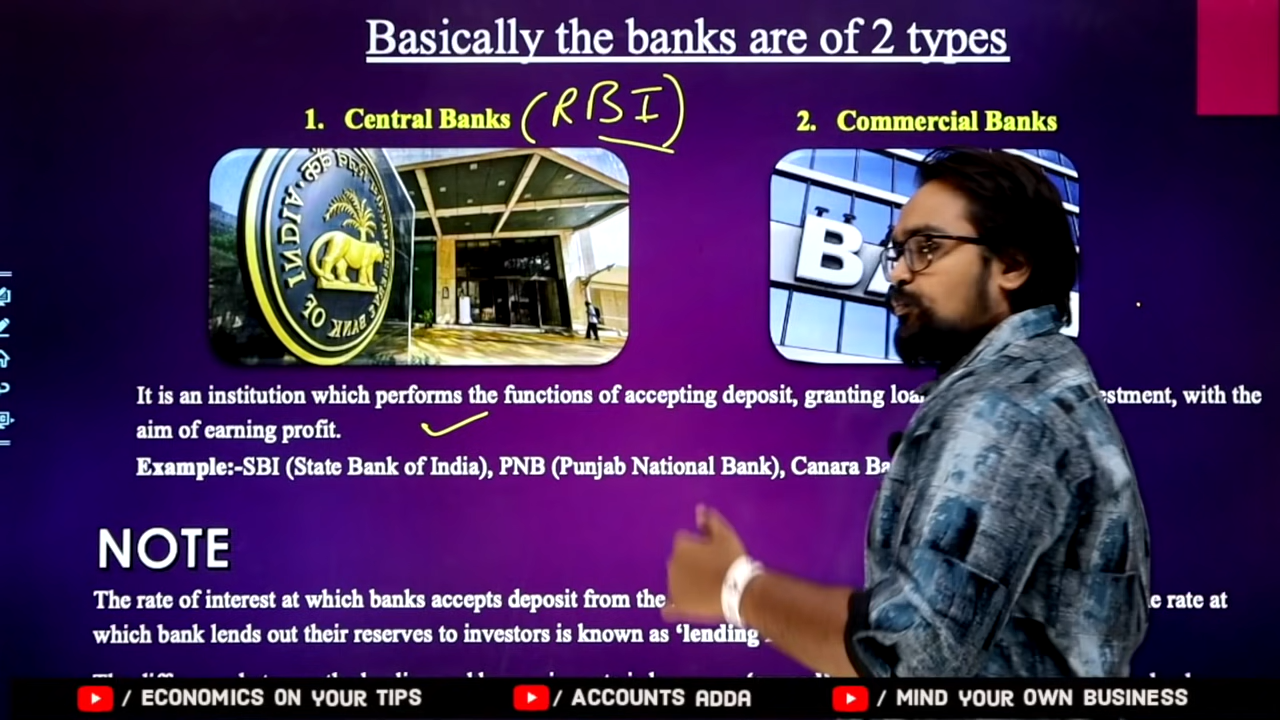 Basically the banks are of 2 types
1. Central Banks (RBI)
2. Commercial Banks
BANK OF INDIA
B
It is an institution which performs the functions of accepting deposit, granting with the
aim of earning profit.
Example:-SBI (State Bank of India), PNB (Punjab National Bank), Canara
NOTE
The rate of interest at which banks accepts deposit from the rate at
which bank lends out their reserves to investors is known as ‘lending
/ ECONOMICS ON YOUR TIPS
/ ACCOUNTS ADDA
/ MIND YOUR OWN BUSINESS